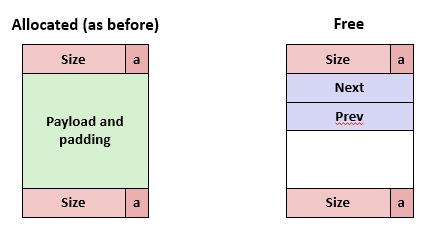 Allocated (as before)
Free
Size a
Size a
Next
Prev
Payload and
padding
Size a
Size a